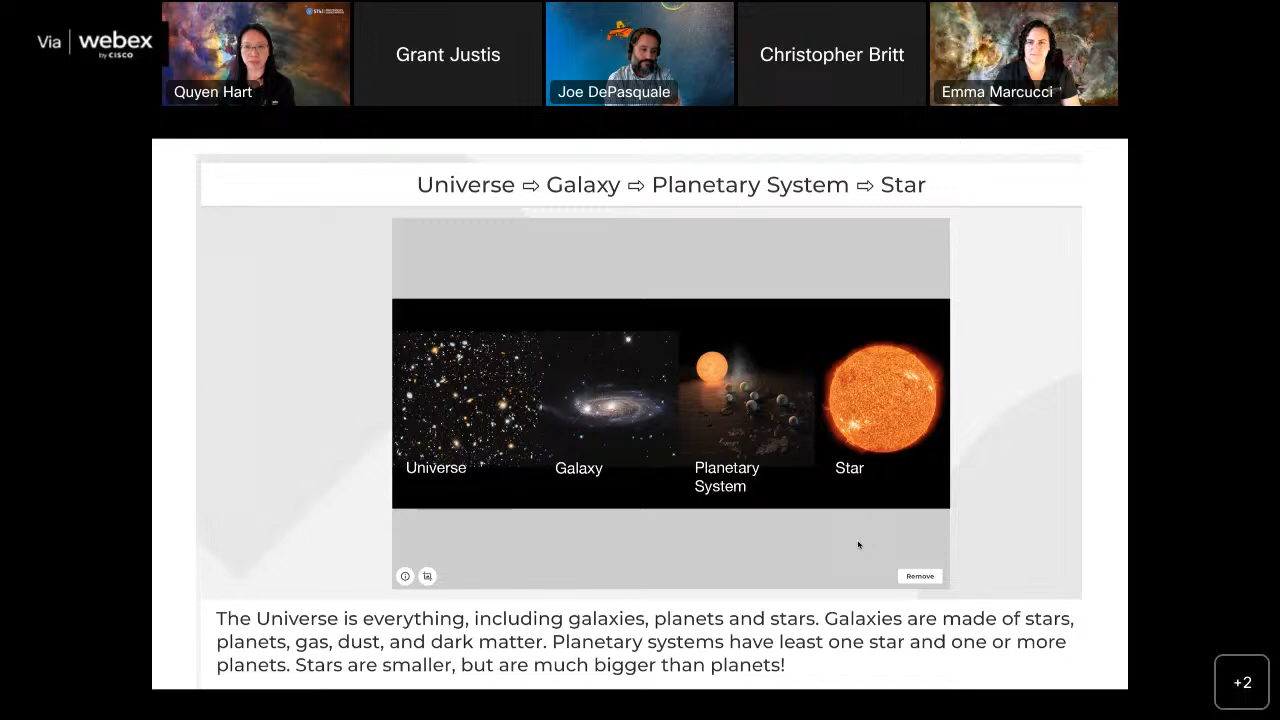 Via | webex
by CISCO
Quyen Hart
Grant Justis
Joe DePasquale
Christopher Britt
Emma Marcucci
Universe ⇨ Galaxy ⇨ Planetary System ⇨ Star
Universe
Galaxy
Planetary
System
Star
Remove
The Universe is everything, including galaxies, planets and stars. Galaxies are made of stars,
planets, gas, dust, and dark matter. Planetary systems have least one star and one or more
planets. Stars are smaller, but are much bigger than planets!
+2